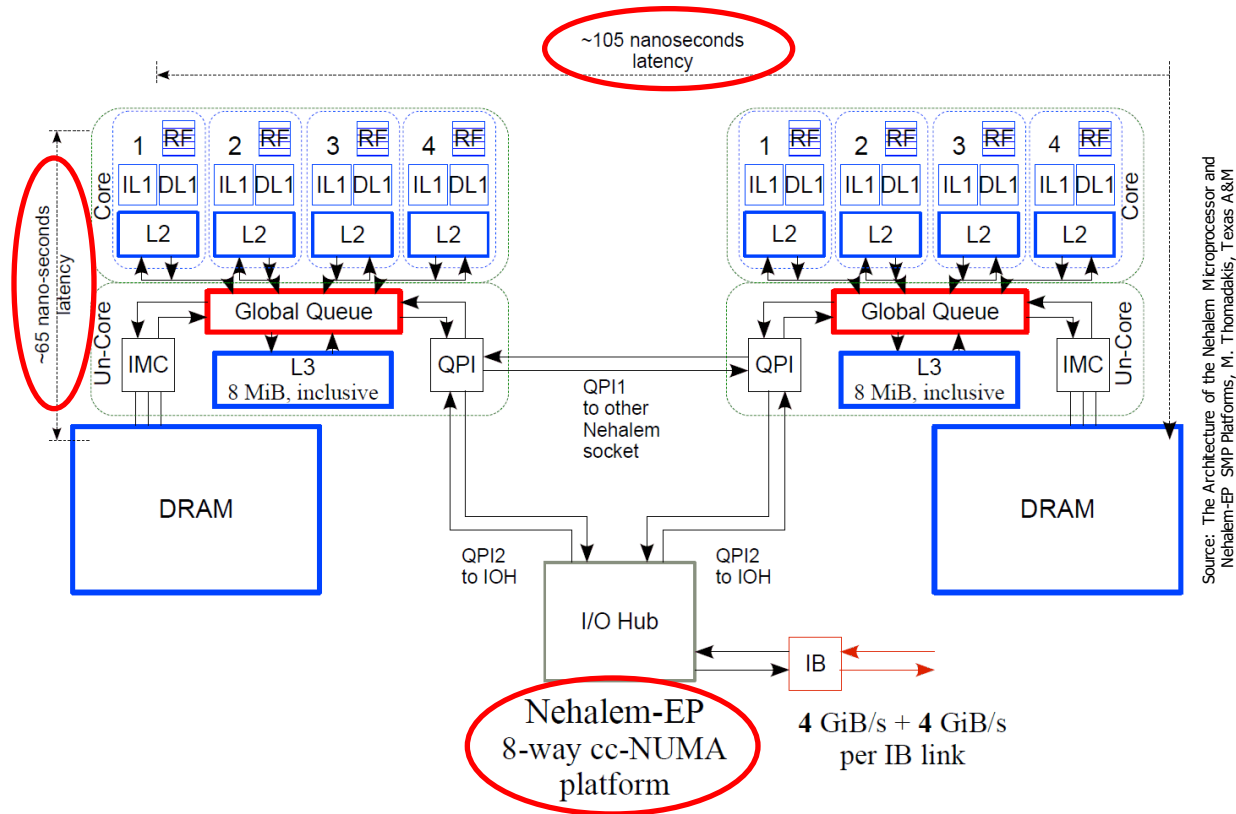 ~105 nanoseconds
latency
1 RF
2 RF
3 RF
4 RF
IL1 DL1
IL1 DL1
IL1 DL1
IL1 DL1
L2
L2
L2
L2
Core
~65 nano-seconds
latency
Un-Core
Global Queue
IMC
L3
8 MiB, inclusive
QPI
DRAM
1 RF
2 RF
3 RF
4 RF
IL1 DL1
IL1 DL1
IL1 DL1
IL1 DL1
L2
L2
L2
L2
Core
Un-Core
Global Queue
QPI
L3
8 MiB, inclusive
IMC
DRAM
QPI1
to other
Nehalem
socket
QPI2
to IOH
QPI2
to IOH
I/O Hub
IB
Nehalem-EP
8-way cc-NUMA
platform
4 GiB/s + 4 GiB/s
per IB link
Source: The Architecture of the Nehalem Microprocessor and
Nehalem-EP SMP Platforms, M. Thomadakis, Texas A&M